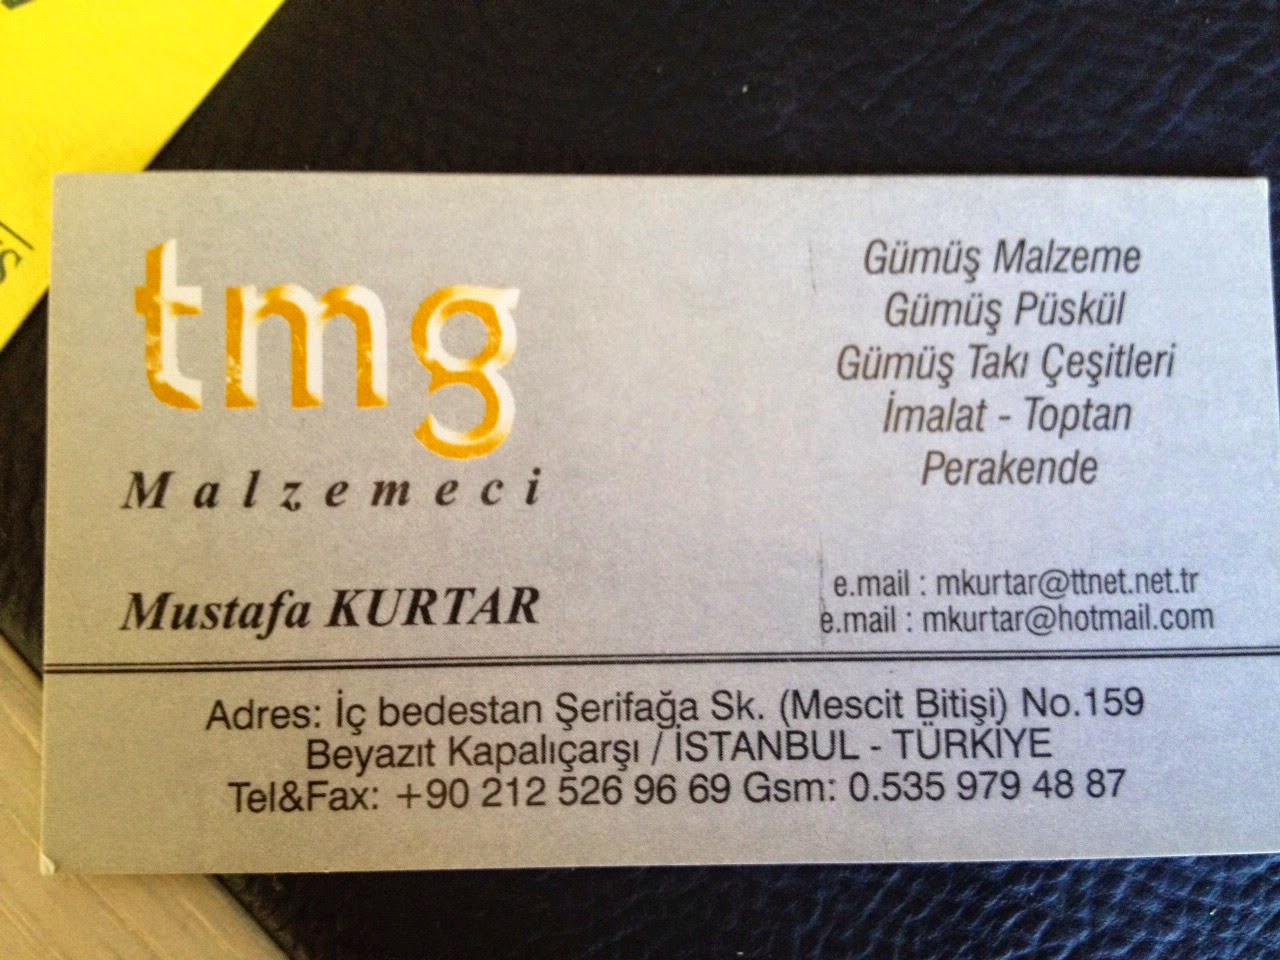 tmg
Malzemeci
Mustafa KURTAR
Gümüş Malzeme
Gümüş Püskül
Gümüş Takı Çeşitleri
İmalat - Toptan
Perakende
e.mail : mkurtar@ttnet.net.tr
e.mail : mkurtar@hotmail.com
Adres: İç bedestan Şerifağa Sk. (Mescit Bitişi) No.159
Beyazıt Kapalıçarşı / İSTANBUL - TÜRKİYE
Tel&Fax: +90 212 526 96 69 Gsm: 0.535 979 48 87